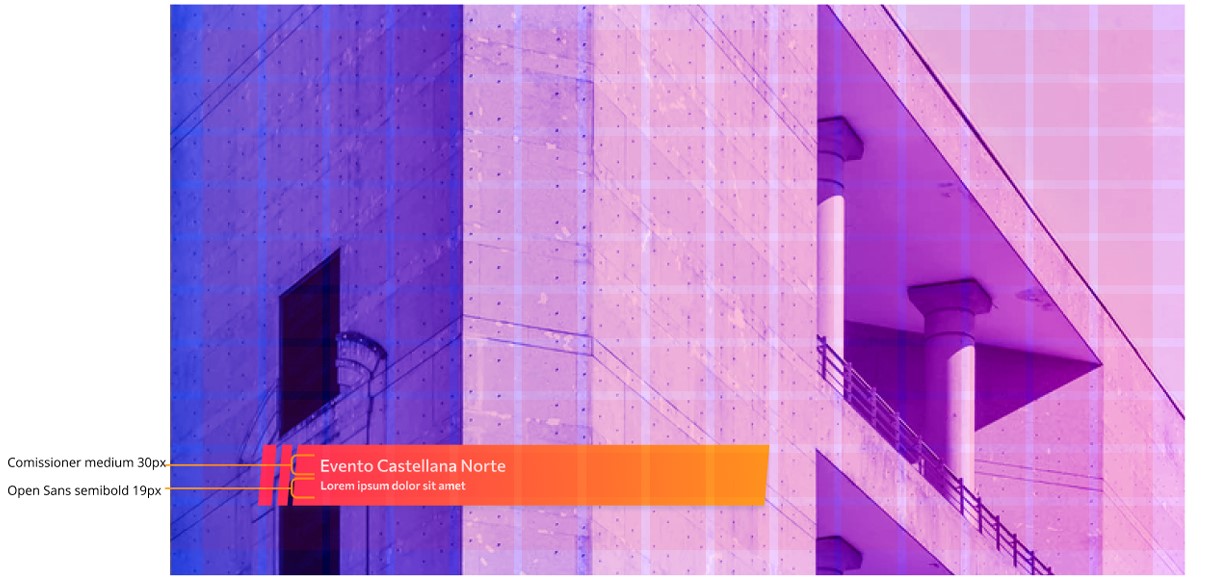 Comissioner medium 30px
Evento Castellana Norte
Open Sans semibold 19px
Lorem ipsum dolor sit amet